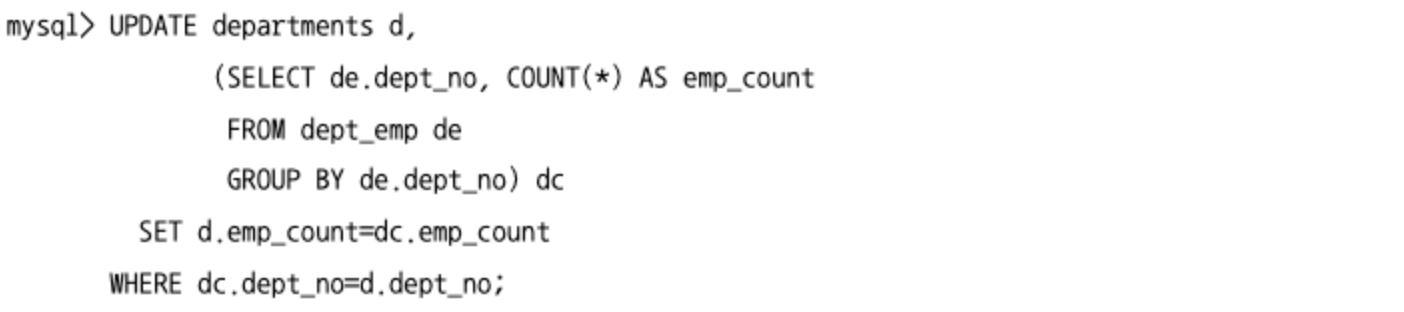 mysql> UPDATE departments d,
(SELECT de.dept_no, COUNT(*) AS emp_count
FROM dept_emp de
GROUP BY de.dept_no) dc
SET d.emp_count=dc.emp_count
WHERE dc.dept_no=d.dept_no;